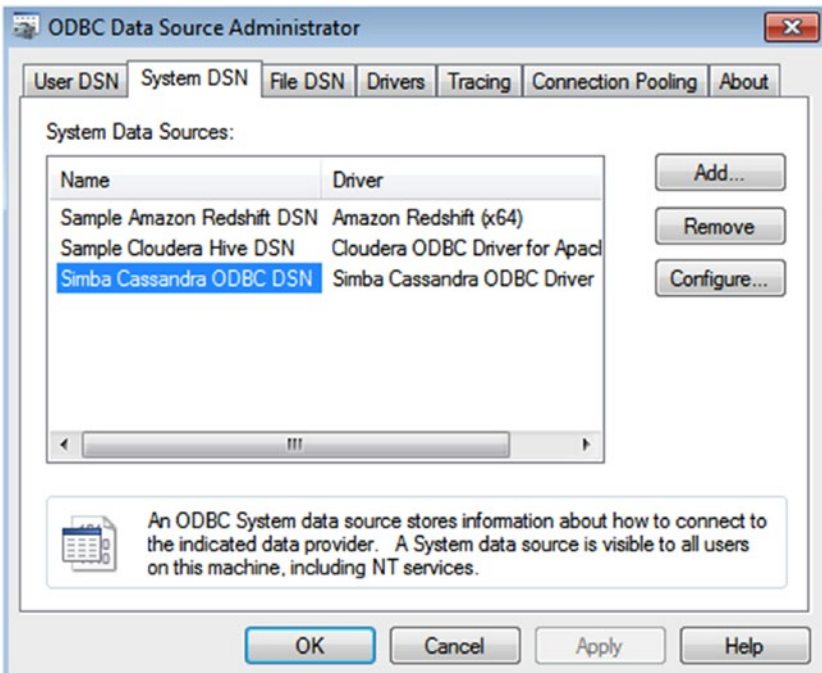 ODBC Data Source Administrator
User DSN System DSN File DSN Drivers Tracing Connection Pooling About
System Data Sources:
Name Driver
Sample Amazon Redshift DSN Amazon Redshift (x64)
Sample Cloudera Hive DSN Cloudera ODBC Driver for Apacl
Simba Cassandra ODBC DSN Simba Cassandra ODBC Driver
Add...
Remove
Configure...
An ODBC System data source stores information about how to connect to
the indicated data provider. A System data source is visible to all users
on this machine, including NT services.
OK Cancel Apply Help